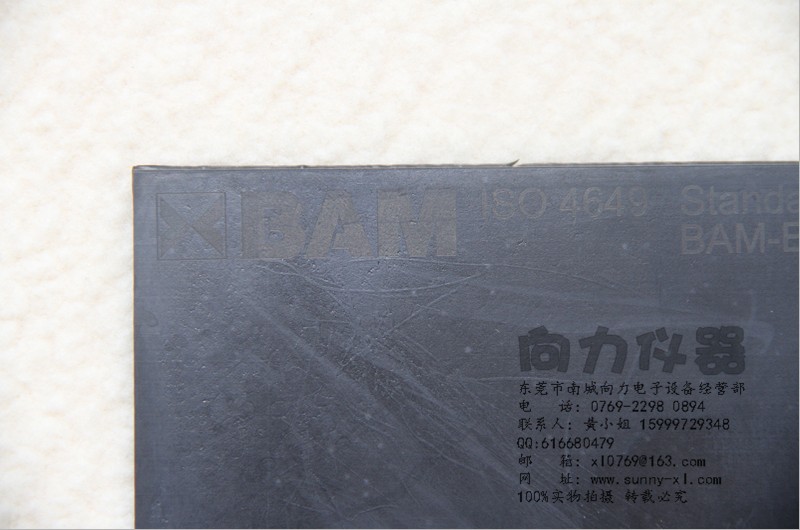 BAM ISO 4649 Standa
BAM-E
向力仪器
东莞市南城向力电子设备经营部
电 话: 0769-2298 0894
联系人: 黄小姐 15999729348
QQ:616680479
邮 箱: xl0769@163.com
网 址: www.sunny-xl.com
100%实物拍摄 转载必究